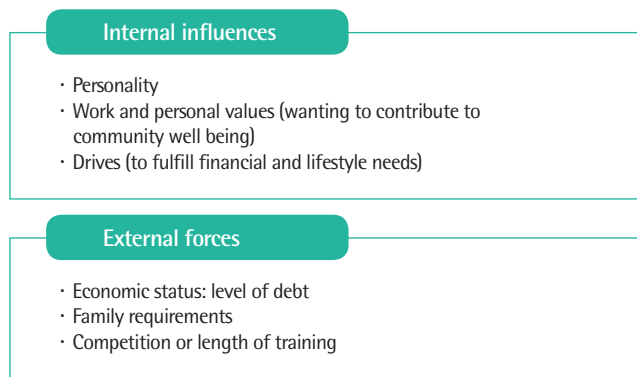 Internal influences
· Personality
· Work and personal values (wanting to contribute to
community well being)
· Drives (to fulfill financial and lifestyle needs)
External forces
· Economic status: level of debt
· Family requirements
· Competition or length of training